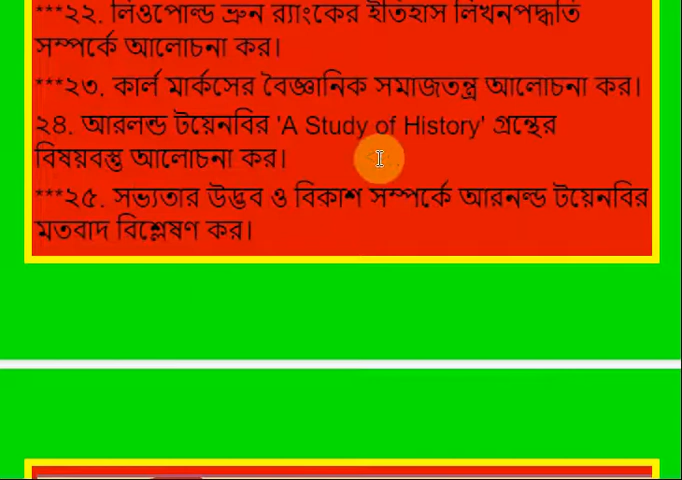 ***২২. লিওপোল্ড ভ্রুন র‍্যাংকের ইতিহাস লিখনপদ্ধতি
সম্পর্কে আলোচনা কর।
***২৩. কার্ল মার্কসের বৈজ্ঞানিক সমাজতন্ত্র আলোচনা কর।
২৪. আরলন্ড টয়েনবির 'A Study of History' গ্রন্থের
বিষয়বস্তু আলোচনা কর।
***২৫. সভ্যতার উদ্ভব ও বিকাশ সম্পর্কে আরনল্ড টয়েনবির
মতবাদ বিশ্লেষণ কর।